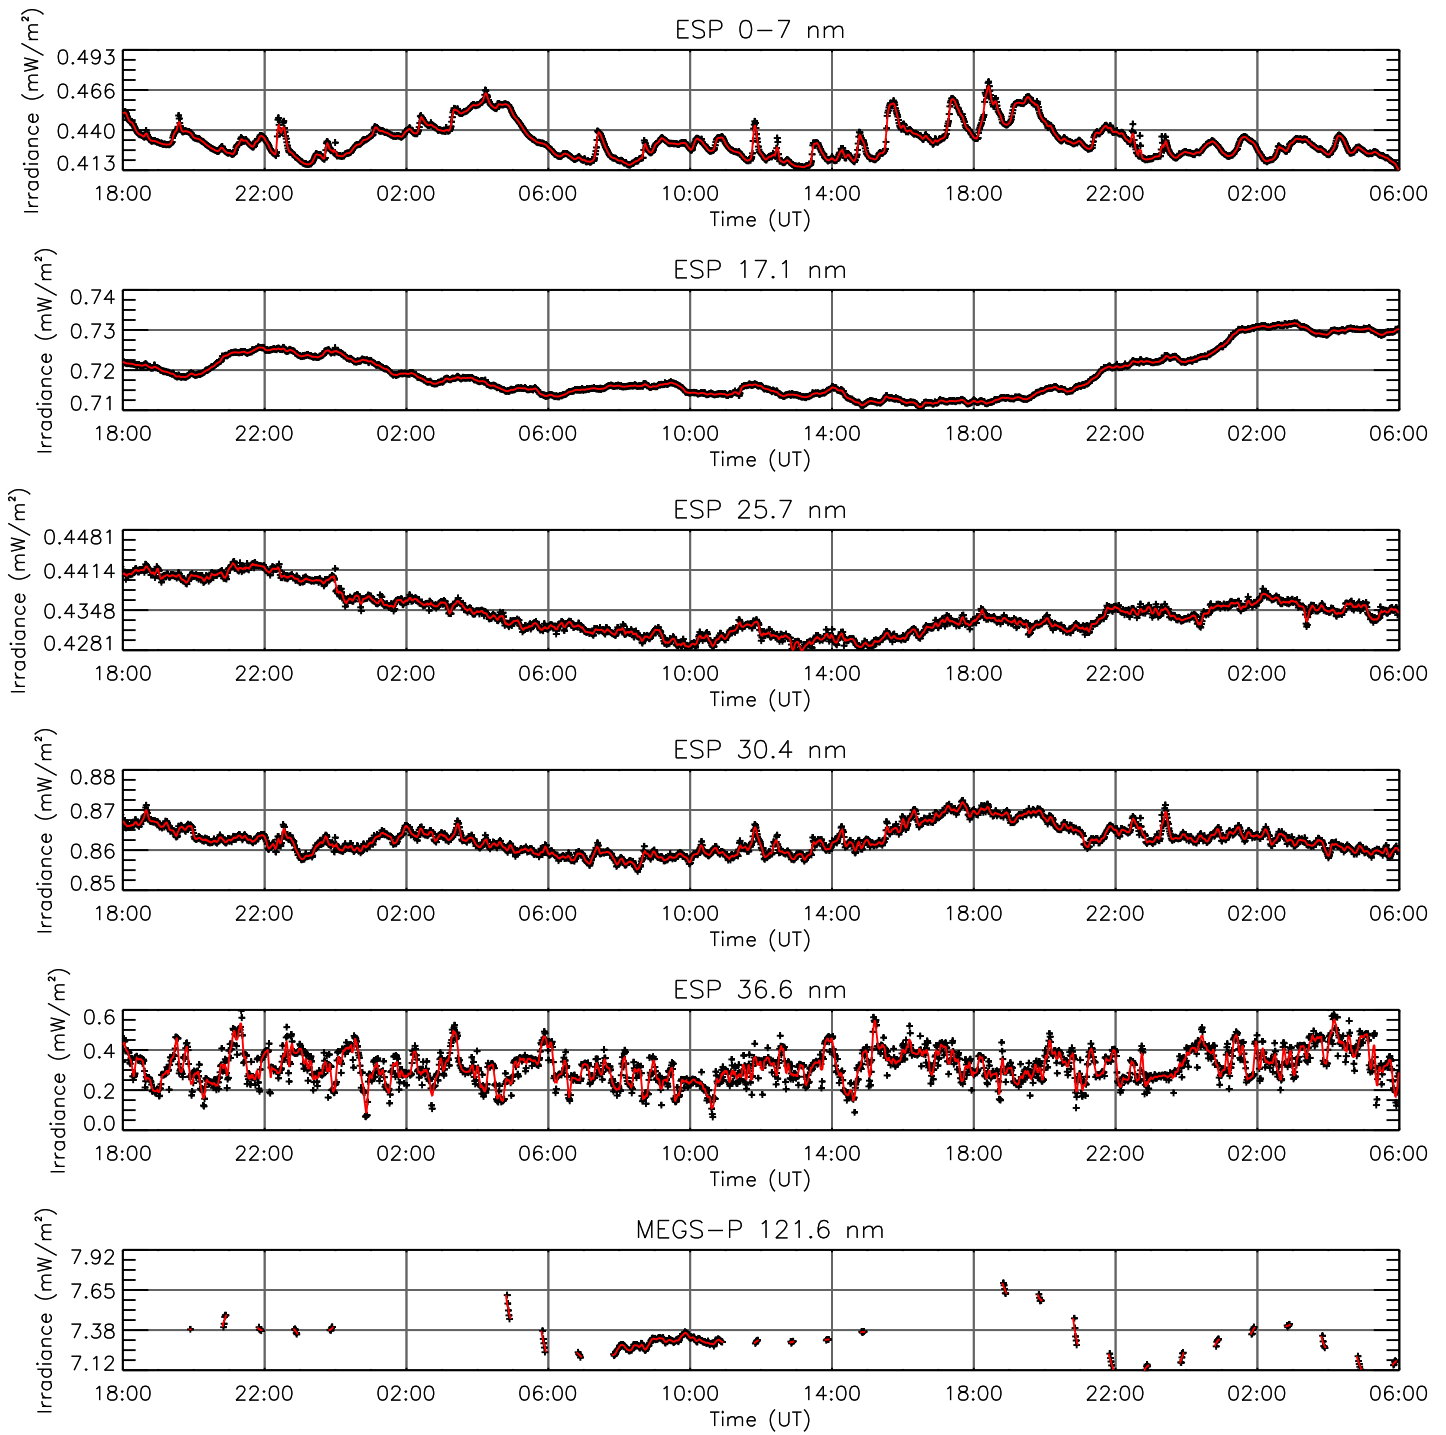 ESP 0-7 nm
Irradiance (mW/m²)
0.493
0.466
0.440
0.413
18:00 22:00 02:00 06:00 10:00 14:00 18:00 22:00 02:00 06:00
Time (UT)
ESP 17.1 nm
Irradiance (mW/m²)
0.74
0.73
0.72
0.71
18:00 22:00 02:00 06:00 10:00 14:00 18:00 22:00 02:00 06:00
Time (UT)
ESP 25.7 nm
Irradiance (mW/m²)
0.4481
0.4414
0.4348
0.4281
18:00 22:00 02:00 06:00 10:00 14:00 18:00 22:00 02:00 06:00
Time (UT)
ESP 30.4 nm
Irradiance (mW/m²)
0.88
0.87
0.86
0.85
18:00 22:00 02:00 06:00 10:00 14:00 18:00 22:00 02:00 06:00
Time (UT)
ESP 36.6 nm
Irradiance (mW/m²)
0.6
0.4
0.2
0.0
18:00 22:00 02:00 06:00 10:00 14:00 18:00 22:00 02:00 06:00
Time (UT)
MEGS-P 121.6 nm
Irradiance (mW/m²)
7.92
7.65
7.38
7.12
18:00 22:00 02:00 06:00 10:00 14:00 18:00 22:00 02:00 06:00
Time (UT)